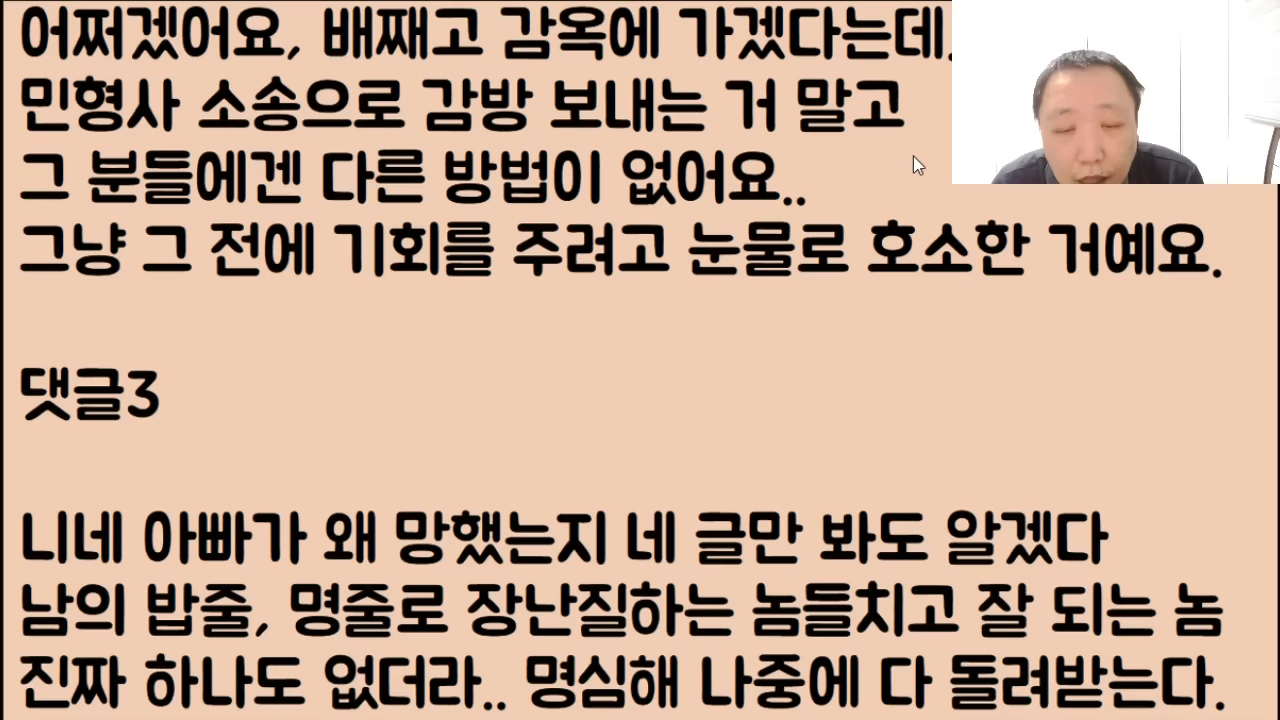 어쩌겠어요, 배째고 감옥에 가겠다는데.
민형사 소송으로 감방 보내는 거 말고
그 분들에겐 다른 방법이 없어요..
그냥 그 전에 기회를 주려고 눈물로 호소한 거예요.
댓글3
니네 아빠가 왜 망했는지 네 글만 봐도 알겠다
남의 밥줄, 명줄로 장난질하는 놈들치고 잘 되는 놈
진짜 하나도 없더라.. 명심해 나중에 다 돌려받는다.